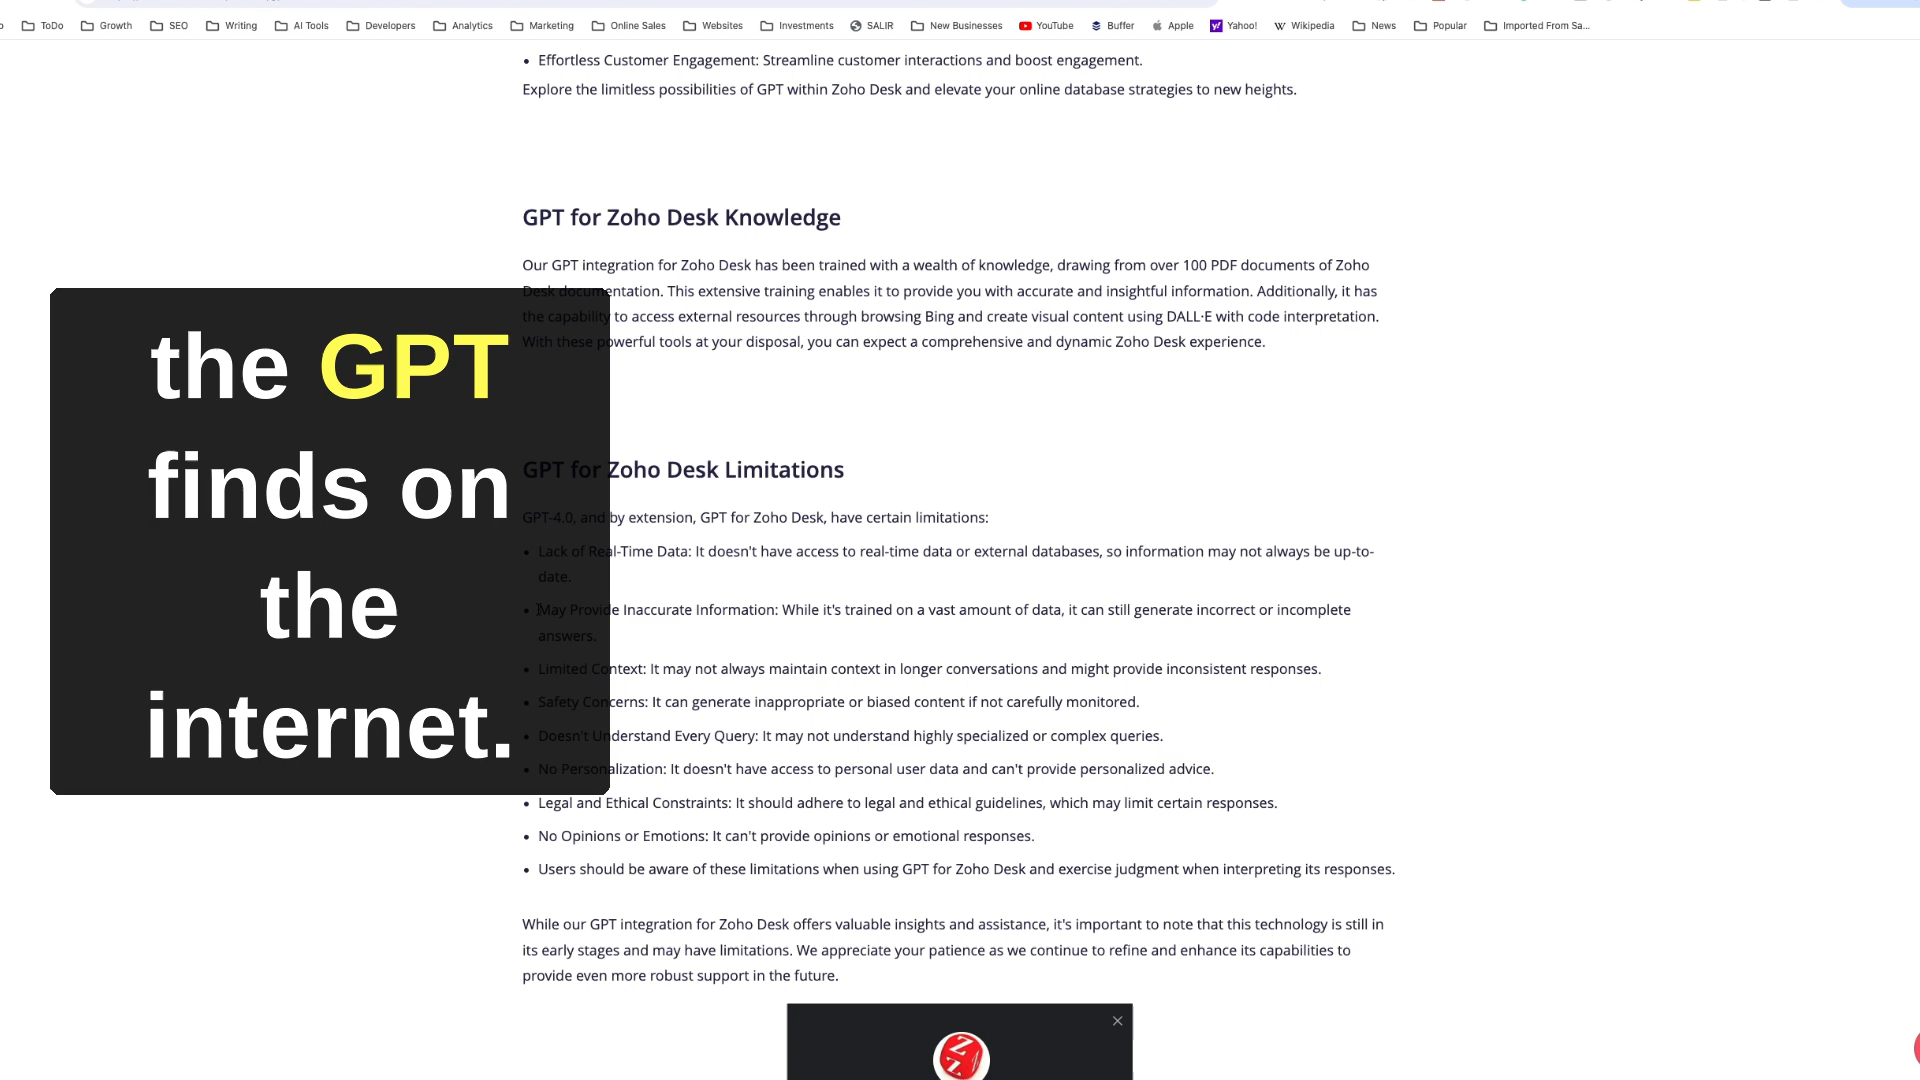 ToDo Growth SEO Writing AI Tools Developers Analytics Marketing Online Sales Websites Investments SALIR New Businesses YouTube Buffer Apple Yahoo! Wikipedia News Popular Imported From Sa...
• Effortless Customer Engagement: Streamline customer interactions and boost engagement.
Explore the limitless possibilities of GPT within Zoho Desk and elevate your online database strategies to new heights.
GPT for Zoho Desk Knowledge
Our GPT integration for Zoho Desk has been trained with a wealth of knowledge, drawing from over 100 PDF documents of Zoho
Desk documentation. This extensive training enables it to provide you with accurate and insightful information. Additionally, it has
the capability to access external resources through browsing Bing and create visual content using DALL·E with code interpretation.
With these powerful tools at your disposal, you can expect a comprehensive and dynamic Zoho Desk experience.
the GPT
finds on
the
internet.
GPT for Zoho Desk Limitations
GPT-4.0, and by extension, GPT for Zoho Desk, have certain limitations:
• Lack of Real-Time Data: It doesn't have access to real-time data or external databases, so information may not always be up-to-
date.
• May Provide Inaccurate Information: While it's trained on a vast amount of data, it can still generate incorrect or incomplete
answers.
• Limited Context: It may not always maintain context in longer conversations and might provide inconsistent responses.
• Safety Concerns: It can generate inappropriate or biased content if not carefully monitored.
• Doesn't Understand Every Query: It may not understand highly specialized or complex queries.
• No Personalization: It doesn't have access to personal user data and can't provide personalized advice.
• Legal and Ethical Constraints: It should adhere to legal and ethical guidelines, which may limit certain responses.
• No Opinions or Emotions: It can't provide opinions or emotional responses.
• Users should be aware of these limitations when using GPT for Zoho Desk and exercise judgment when interpreting its responses.
While our GPT integration for Zoho Desk offers valuable insights and assistance, it's important to note that this technology is still in
its early stages and may have limitations. We appreciate your patience as we continue to refine and enhance its capabilities to
provide even more robust support in the future.